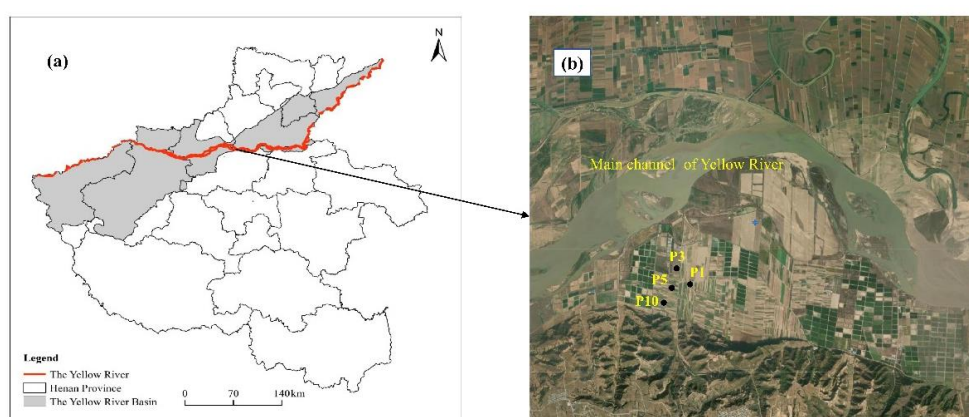 (a)
N
Legend
The Yellow River
Henan Province
The Yellow River Basin
0 70 140km
(b)
Main channel of Yellow River
P3
P1
P5
P10